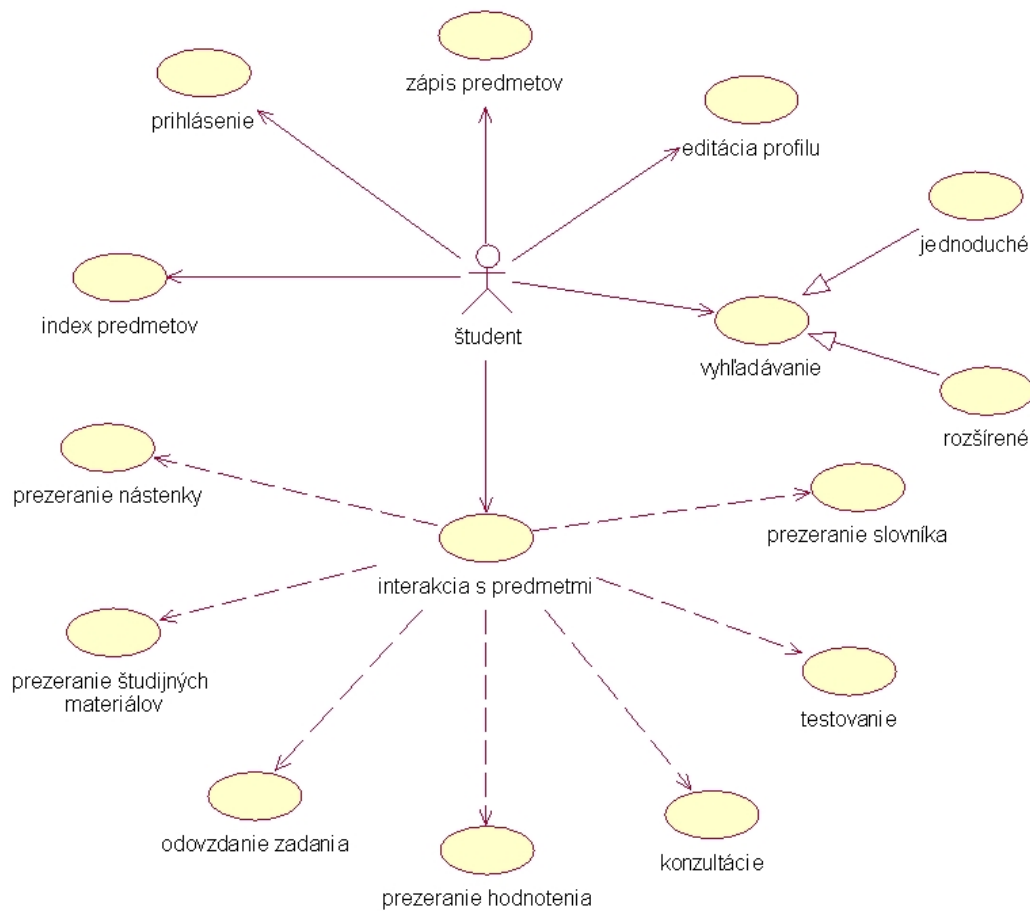 zápis predmetov
prihlásenie
editácia profilu
jednoduché
index predmetov
študent
vyhľadávanie
rozšírené
prezeranie nástenky
prezeranie slovníka
interakcia s predmetmi
prezeranie študijných
materiálov
testovanie
odovzdanie zadania
konzultácie
prezeranie hodnotenia